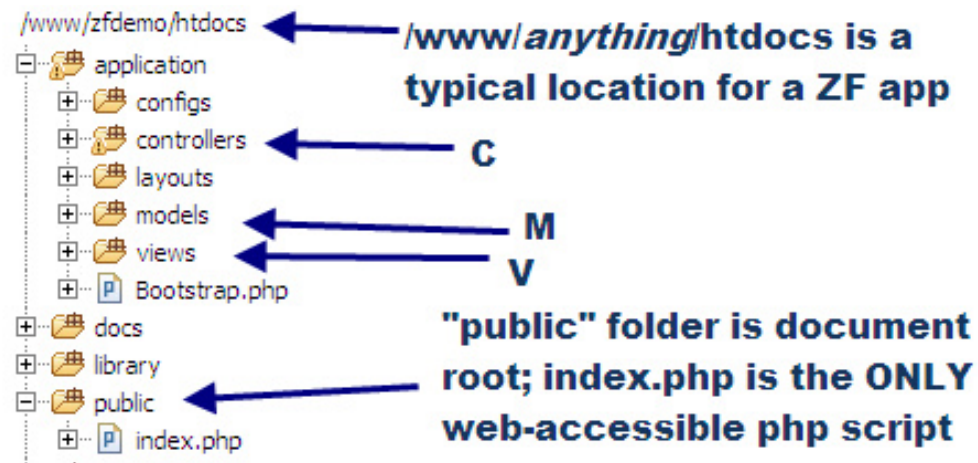 /www/zfdemo/htdocs
/www/anything/htdocs is a
typical location for a ZF app
application
configs
controllers
C
layouts
models
M
views
V
Bootstrap.php
docs
library
public
index.php
"public" folder is document
root; index.php is the ONLY
web-accessible php script